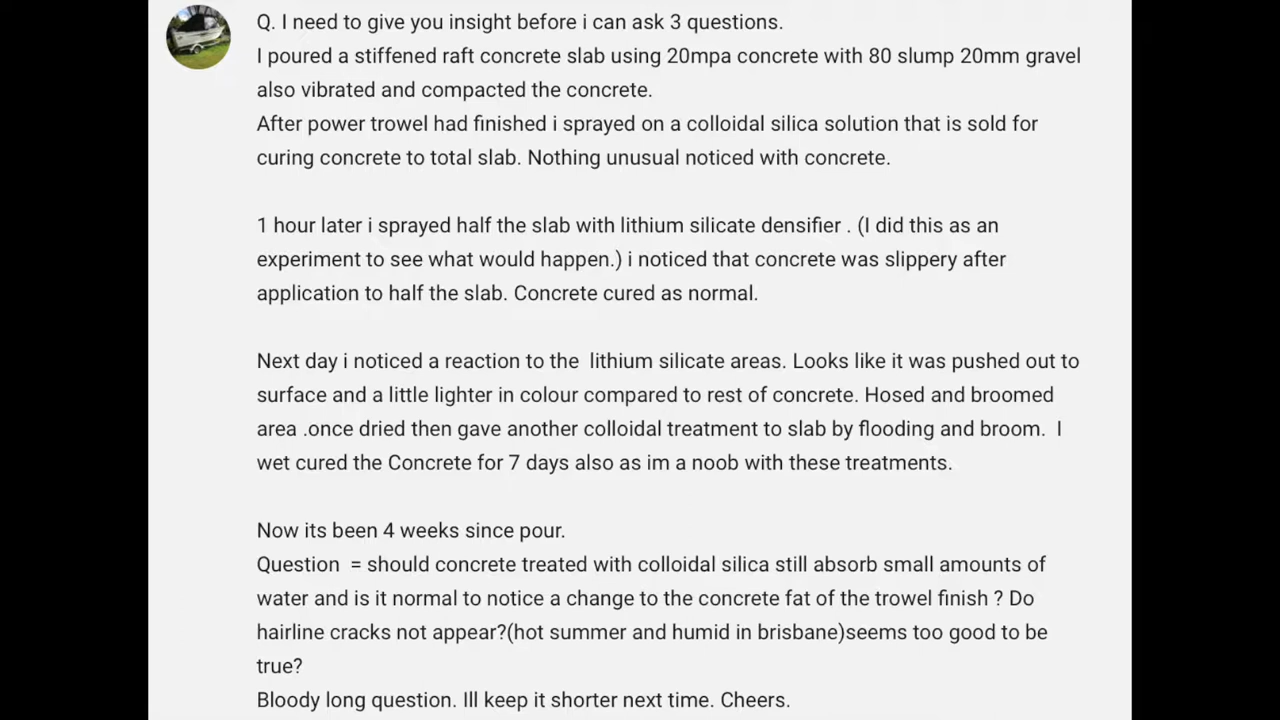 Q. I need to give you insight before i can ask 3 questions.
I poured a stiffened raft concrete slab using 20mpa concrete with 80 slump 20mm gravel
also vibrated and compacted the concrete.
After power trowel had finished i sprayed on a colloidal silica solution that is sold for
curing concrete to total slab. Nothing unusual noticed with concrete.
1 hour later i sprayed half the slab with lithium silicate densifier . (I did this as an
experiment to see what would happen.) i noticed that concrete was slippery after
application to half the slab. Concrete cured as normal.
Next day i noticed a reaction to the  lithium silicate areas. Looks like it was pushed out to
surface and a little lighter in colour compared to rest of concrete. Hosed and broomed
area .once dried then gave another colloidal treatment to slab by flooding and broom.  I
wet cured the Concrete for 7 days also as im a noob with these treatments.
Now its been 4 weeks since pour.
Question  = should concrete treated with colloidal silica still absorb small amounts of
water and is it normal to notice a change to the concrete fat of the trowel finish ? Do
hairline cracks not appear?(hot summer and humid in brisbane)seems too good to be
true?
Bloody long question. Ill keep it shorter next time. Cheers.